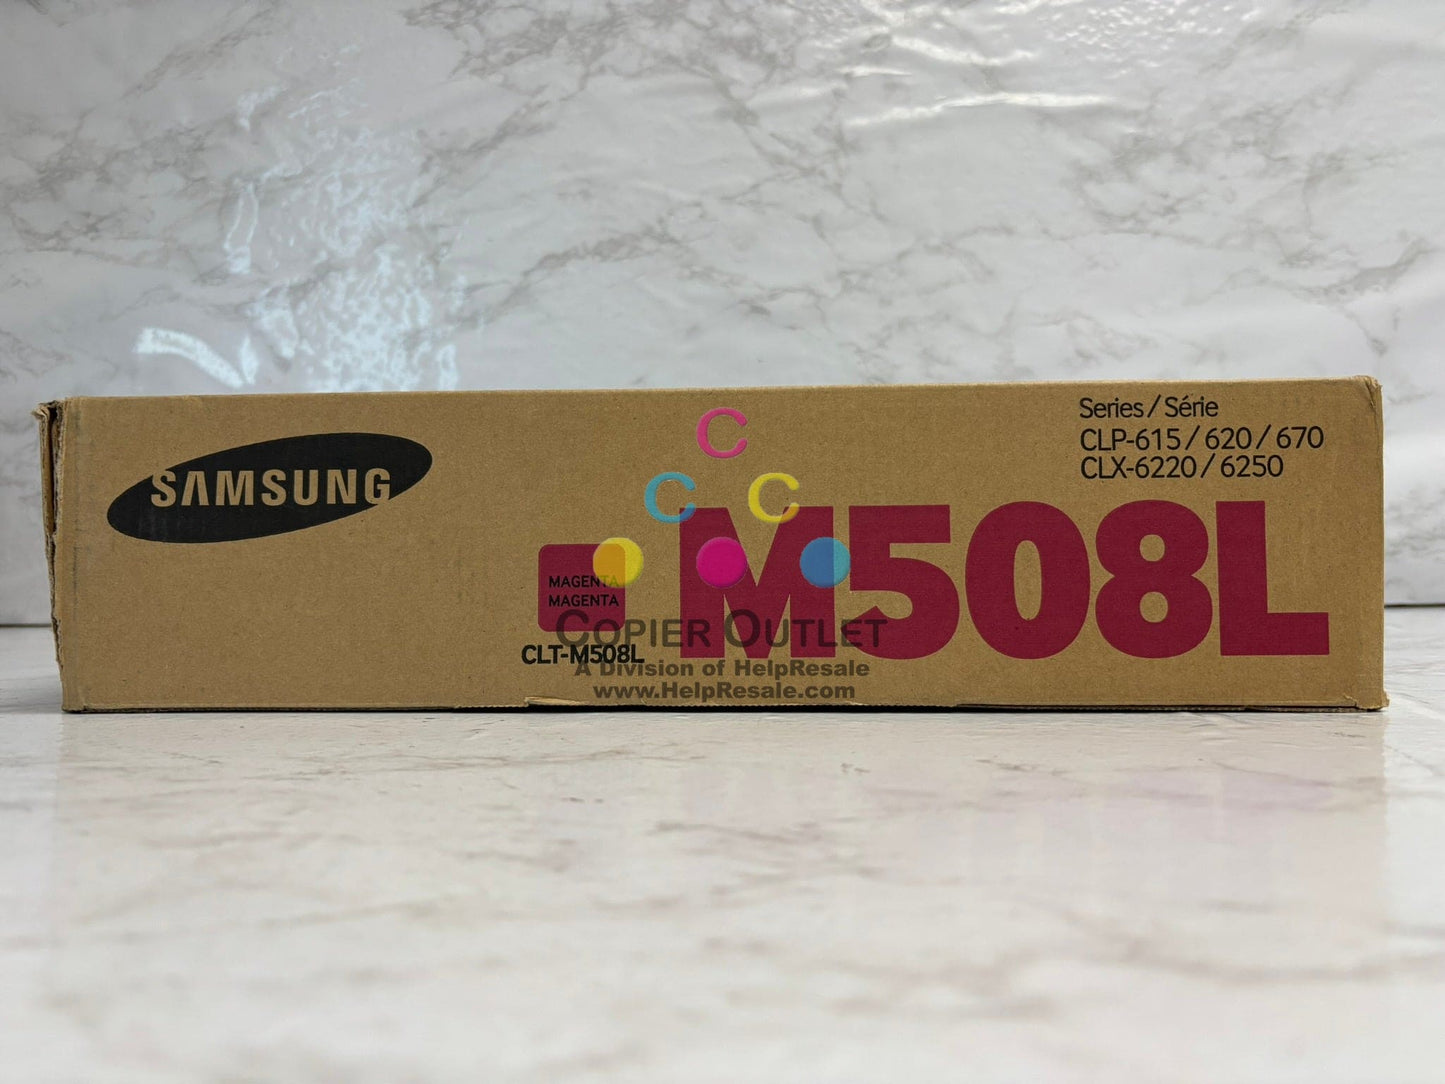 SAMSUNG
Series / Série
CLP-615 / 620 / 670
CLX-6220 / 6250
C
C C
MAGENTA
MAGENTA
M508L
CLT-M508L
COPIER OUTLET
A Division of HelpResale
www.HelpResale.com